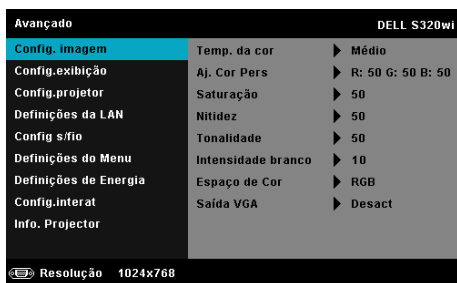 Avançado DELL S320wi
Config. imagem Temp. da cor Médio
Config.exibição Aj. Cor Pers R: 50 G: 50 B: 50
Config.projetor Saturação 50
Definições da LAN Nitidez 50
Config s/fio Tonalidade 50
Definições do Menu Intensidade branco 10
Definições de Energia Espaço de Cor RGB
Config.interat Saída VGA Desact
Info. Projector
Resolução 1024x768